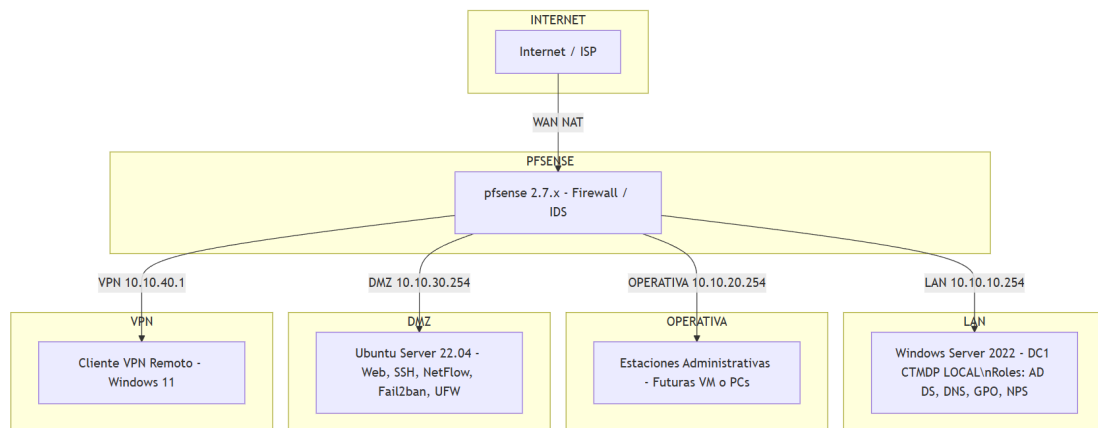 INTERNET
Internet / ISP
WAN NAT
PFSENSE
pfsense 2.7.x - Firewall /
IDS
VPN 10.10.40.1
DMZ 10.10.30.254
OPERATIVA 10.10.20.254
LAN 10.10.10.254
VPN
Cliente VPN Remoto -
Windows 11
DMZ
Ubuntu Server 22.04 -
Web, SSH, NetFlow,
Fail2ban, UFW
OPERATIVA
Estaciones Administrativas
- Futuras VM o PCs
LAN
Windows Server 2022 - DC1
CTMDP LOCAL\nRoles: AD
DS, DNS, GPO, NPS